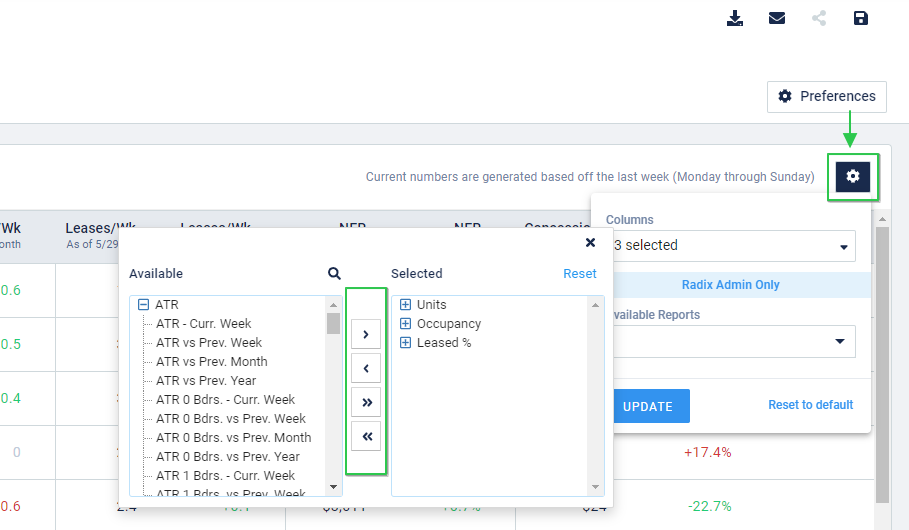 Preferences
Current numbers are generated based off the last week (Monday through Sunday)
/Wk
onth
Leases/Wk
As of 5/29
Leases/Wk
NER
NER
Columns
3 selected
Radix Admin Only
vailable Reports
UPDATE
Reset to default
Available
Selected
Reset
ATR
ATR - Curr. Week
ATR vs Prev. Week
ATR vs Prev. Month
ATR vs Prev. Year
ATR 0 Bdrs. - Curr. Week
ATR 0 Bdrs. vs Prev. Week
ATR 0 Bdrs. vs Prev. Month
ATR 0 Bdrs. vs Prev. Year
ATR 1 Bdrs. - Curr. Week
ATR 1 Bdrs. vs Prev. Week
Units
Occupancy
Leased %
0.6
0.5
0.4
0
+17.4%
0.6
2.4
$24
-22.7%